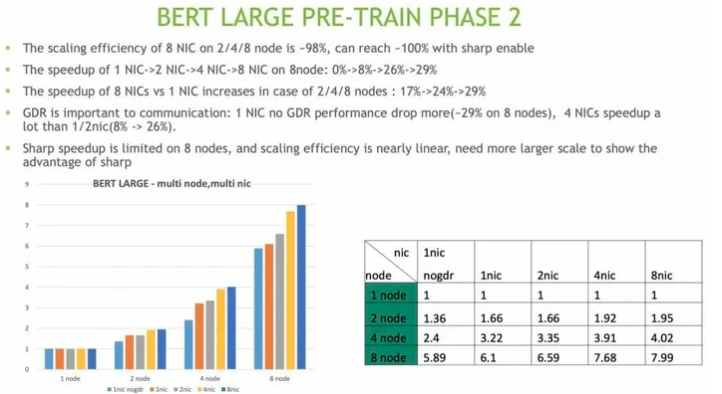 BERT LARGE PRE-TRAIN PHASE 2
The scaling efficiency of 8 NIC on 2/4/8 node is ~98%, can reach ~100% with sharp enable
The speedup of 1 NIC->2 NIC->4 NIC->8 NIC on 8node: 0%->8%->26%->29%
The speedup of 8 NICs vs 1 NIC increases in case of 2/4/8 nodes : 17%->24%->29%
GDR is important to communication: 1 NIC no GDR performance drop more(~29% on 8 nodes), 4 NICs speedup a
lot than 1/2nic(8% -> 26%).
Sharp speedup is limited on 8 nodes, and scaling efficiency is nearly linear, need more larger scale to show the
advantage of sharp
BERT LARGE - multi node,multi nic
9
8
7
6
5
4
3
2
1
0
1 node 2 node 4 node 8 node
1nic nogdr 1nic 2nic 4nic 8nic
nic 1nic
node nogdr 1nic 2nic 4nic 8nic
1 node 1 1 1 1 1
2 node 1.36 1.66 1.66 1.92 1.95
4 node 2.4 3.22 3.35 3.91 4.02
8 node 5.89 6.1 6.59 7.68 7.99